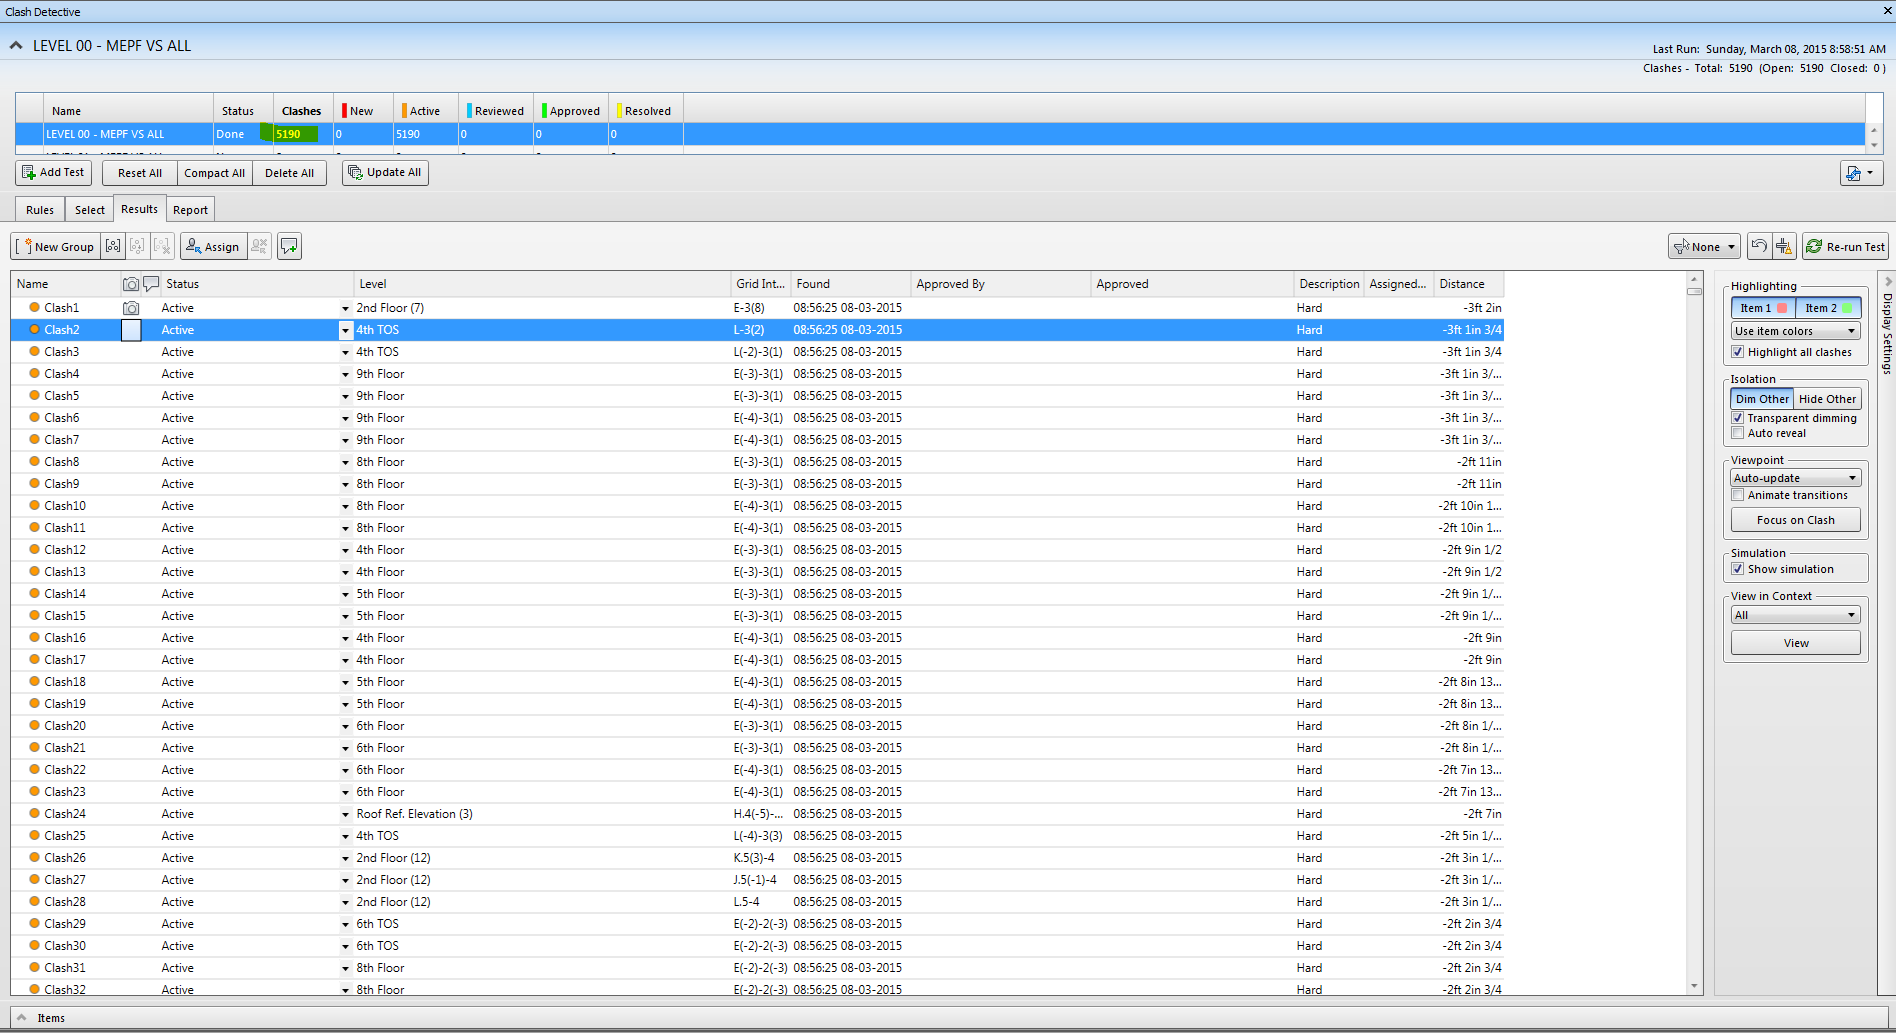 Clash Detective
LEVEL 00 - MEPF VS ALL
Last Run: Sunday, March 08, 2015 8:58:51 AM
Clashes - Total: 5190 (Open: 5190 Closed: 0 )
Name Status Clashes New Active Reviewed Approved Resolved
LEVEL 00 - MEPF VS ALL Done 5190 0 5190 0 0 0
Add Test Reset All Compact All Delete All Update All
Rules Select Results Report
New Group Assign None Re-run Test
Name Status Level Grid Int... Found Approved By Approved Description Assigned... Distance
Clash1 Active 2nd Floor (7) E-3(8) 08:56:25 08-03-2015 Hard -3ft 2in
Clash2 Active 4th TOS L-3(2) 08:56:25 08-03-2015 Hard -3ft 1in 3/4
Clash3 Active 4th TOS L(-2)-3(1) 08:56:25 08-03-2015 Hard -3ft 1in 3/4
Clash4 Active 9th Floor E(-3)-3(1) 08:56:25 08-03-2015 Hard -3ft 1in 3/...
Clash5 Active 9th Floor E(-3)-3(1) 08:56:25 08-03-2015 Hard -3ft 1in 3/...
Clash6 Active 9th Floor E(-4)-3(1) 08:56:25 08-03-2015 Hard -3ft 1in 3/...
Clash7 Active 9th Floor E(-4)-3(1) 08:56:25 08-03-2015 Hard -3ft 1in 3/...
Clash8 Active 8th Floor E(-3)-3(1) 08:56:25 08-03-2015 Hard -2ft 11in
Clash9 Active 8th Floor E(-3)-3(1) 08:56:25 08-03-2015 Hard -2ft 11in
Clash10 Active 8th Floor E(-4)-3(1) 08:56:25 08-03-2015 Hard -2ft 10in 1...
Clash11 Active 8th Floor E(-4)-3(1) 08:56:25 08-03-2015 Hard -2ft 10in 1...
Clash12 Active 4th Floor E(-3)-3(1) 08:56:25 08-03-2015 Hard -2ft 9in 1/2
Clash13 Active 4th Floor E(-3)-3(1) 08:56:25 08-03-2015 Hard -2ft 9in 1/2
Clash14 Active 5th Floor E(-3)-3(1) 08:56:25 08-03-2015 Hard -2ft 9in 1/...
Clash15 Active 5th Floor E(-3)-3(1) 08:56:25 08-03-2015 Hard -2ft 9in 1/...
Clash16 Active 4th Floor E(-4)-3(1) 08:56:25 08-03-2015 Hard -2ft 9in
Clash17 Active 4th Floor E(-4)-3(1) 08:56:25 08-03-2015 Hard -2ft 9in
Clash18 Active 5th Floor E(-4)-3(1) 08:56:25 08-03-2015 Hard -2ft 8in 13...
Clash19 Active 5th Floor E(-4)-3(1) 08:56:25 08-03-2015 Hard -2ft 8in 13...
Clash20 Active 6th Floor E(-3)-3(1) 08:56:25 08-03-2015 Hard -2ft 8in 1/...
Clash21 Active 6th Floor E(-3)-3(1) 08:56:25 08-03-2015 Hard -2ft 8in 1/...
Clash22 Active 6th Floor E(-4)-3(1) 08:56:25 08-03-2015 Hard -2ft 7in 13...
Clash23 Active 6th Floor E(-4)-3(1) 08:56:25 08-03-2015 Hard -2ft 7in 13...
Clash24 Active Roof Ref. Elevation (3) H.4(-5)-... 08:56:25 08-03-2015 Hard -2ft 7in
Clash25 Active 4th TOS L(-4)-3(3) 08:56:25 08-03-2015 Hard -2ft 5in 1/...
Clash26 Active 2nd Floor (12) K.5(3)-4 08:56:25 08-03-2015 Hard -2ft 3in 1/...
Clash27 Active 2nd Floor (12) J.5(-1)-4 08:56:25 08-03-2015 Hard -2ft 3in 1/...
Clash28 Active 2nd Floor (12) L.5-4 08:56:25 08-03-2015 Hard -2ft 3in 1/...
Clash29 Active 6th TOS E(-2)-2(-3) 08:56:25 08-03-2015 Hard -2ft 2in 3/4
Clash30 Active 6th TOS E(-2)-2(-3) 08:56:25 08-03-2015 Hard -2ft 2in 3/4
Clash31 Active 8th Floor E(-2)-2(-3) 08:56:25 08-03-2015 Hard -2ft 2in 3/4
Clash32 Active 8th Floor E(-2)-2(-3) 08:56:25 08-03-2015 Hard -2ft 2in 3/4
Highlighting
Item 1 Item 2
Use item colors
Highlight all clashes
Isolation
Dim Other Hide Other
Transparent dimming
Auto reveal
Viewpoint
Auto-update
Animate transitions
Focus on Clash
Simulation
Show simulation
View in Context
All
View
Display Settings
Items